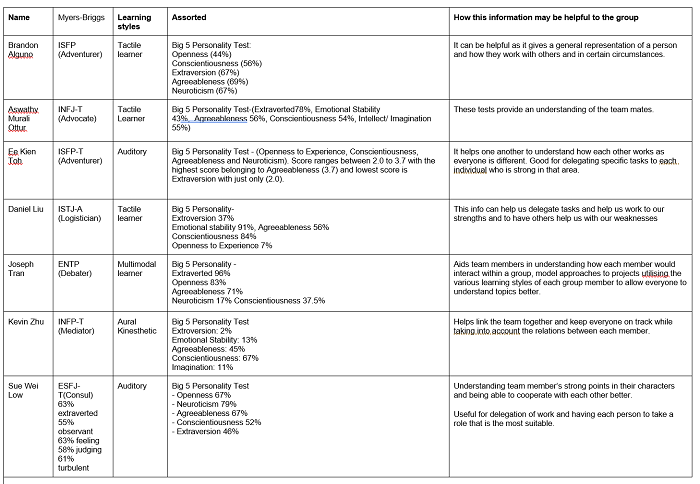 Name Myers-Briggs Learning styles Assorted How this information may be helpful to the group
Brandon Alguno
ISFP (Adventurer)
Tactile learner
Big 5 Personality Test:
Openness (44%)
Conscientiousness (56%)
Extraversion (67%)
Agreeableness (69%)
Neuroticism (67%)
It can be helpful as it gives a general representation of a person
and how they work with others and in certain circumstances.
Aswathy Murali Ottur
INFJ-T (Advocate)
Tactile Learner
Big 5 Personality Test-(Extraverted78%, Emotional Stability
43%, Agreeableness 56%, Conscientiousness 54%, Intellect/ Imagination
55%)
These tests provide an understanding of the team mates.
Ee Kien Toh
ISFP-T (Adventurer)
Auditory
Big 5 Personality Test - (Openness to Experience, Conscientiousness,
Agreeableness and Neuroticism). Score ranges between 2.0 to 3.7 with the
highest score belonging to Agreeableness (3.7) and lowest score is
Extraversion with just only (2.0).
It helps one another to understand how each other works as
everyone is different. Good for delegating specific tasks to each
individual who is strong in that area.
Daniel Liu
ISTJ-A (Logistician)
Tactile learner
Big 5 Personality-
Extroversion 37%
Emotional stability 91%, Agreeableness 56%
Conscientiousness 84%
Openness to Experience 7%
This info can help us delegate tasks and help us work to our
strengths and to have others help us with our weaknesses
Joseph Tran
ENTP (Debater)
Multimodal learner
Big 5 Personality -
Extraverted 96%
Openness 83%
Agreeableness 71%
Neuroticism 17% Conscientiousness 37.5%
Aids team members in understanding how each member would
interact within a group, model approaches to projects utilising the
various learning styles of each group member to allow everyone to
understand topics better.
Kevin Zhu
INFP-T (Mediator)
Aural Kinesthetic
Big 5 Personality Test
Extroversion: 2%
Emotional Stability: 13%
Agreeableness: 45%
Conscientiousness: 67%
Imagination: 11%
Helps link the team together and keep everyone on track while
taking into account the relations between each member.
Sue Wei Low
ESFJ-
T(Consul)
63%
extraverted
55%
observant
63% feeling
58% judging
61%
turbulent
Auditory
Big 5 Personality Test
- Openness 67%
- Neuroticism 79%
- Agreeableness 67%
- Conscientiousness 52%
- Extraversion 46%
Understanding team member's strong points in their characters
and being able to cooperate with each other better.
Useful for delegation of work and having each person to take a
role that is the most suitable.